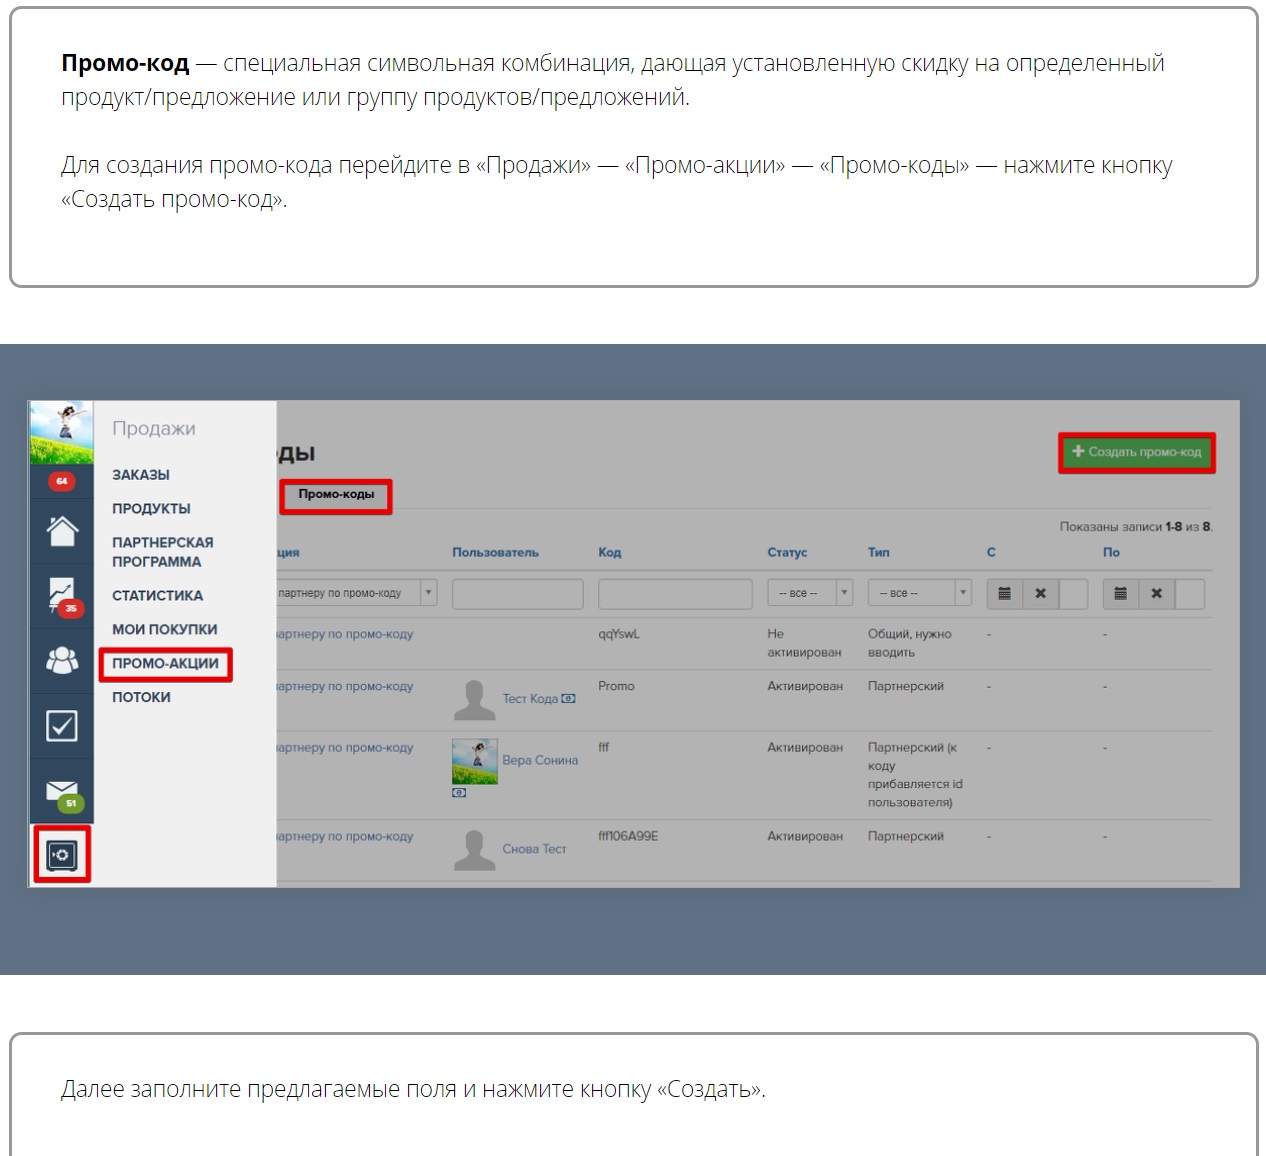 Промо-код — специальная символьная комбинация, дающая установленную скидку на определенный
продукт/предложение или группу продуктов/предложений.
Для создания промо-кода перейдите в «Продажи» — «Промо-акции» — «Промо-коды» — нажмите кнопку
«Создать промо-код».
Продажи
ЗАКАЗЫ
ПРОДУКТЫ
ПАРТНЕРСКАЯ
ПРОГРАММА
СТАТИСТИКА
МОИ ПОКУПКИ
ПРОМО-АКЦИИ
ПОТОКИ
64
35
51
оды
+ Создать промо-код
Промо-коды
Показаны записи 1-8 из 8.
ция Пользователь Код Статус Тип С По
партнеру по промо-коду -- все -- -- все --
партнеру по промо-коду qqYswL Не Общий, нужно - -
активирован вводить
партнеру по промо-коду Тест Кода Promo Активирован Партнерский - -
партнеру по промо-коду Вера Сонина fff Активирован Партнерский (к - -
коду
прибавляется id
пользователя)
партнеру по промо-коду Снова Тест fff106A99E Активирован Партнерский - -
Далее заполните предлагаемые поля и нажмите кнопку «Создать».